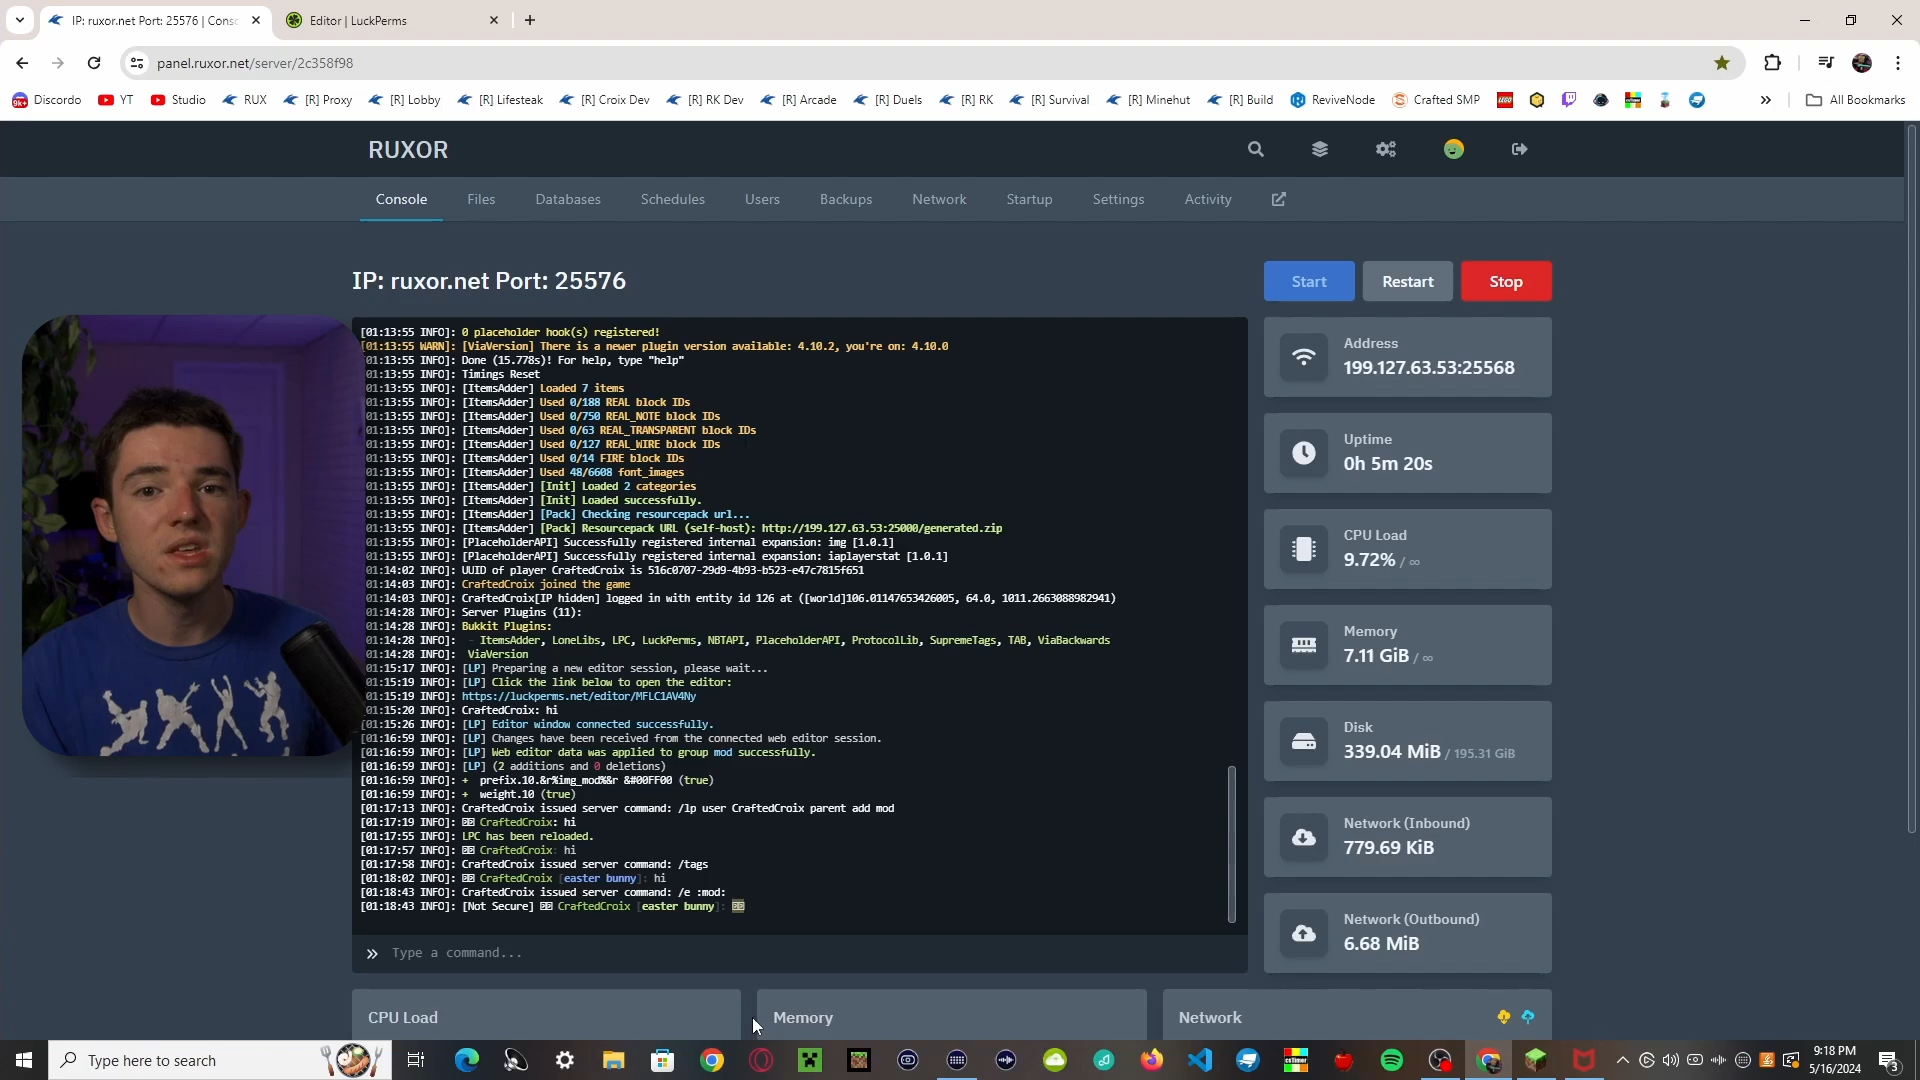 IP: ruxor.net Port: 25576 | Consc
Editor | LuckPerms
panel.ruxor.net/server/2c358f98
Discordo
YT
Studio
RUX
[R] Proxy
[R] Lobby
[R] Lifesteak
[R] Croix Dev
[R] RK Dev
[R] Arcade
[R] Duels
[R] RK
[R] Survival
[R] Minehut
[R] Build
ReviveNode
Crafted SMP
All Bookmarks
RUXOR
Console
Files
Databases
Schedules
Users
Backups
Network
Startup
Settings
Activity
IP: ruxor.net Port: 25576
Start
Restart
Stop
[01:13:55 INFO]: 0 placeholder hook(s) registered!
[01:13:55 WARN]: [ViaVersion] There is a newer plugin version available: 4.10.2, you're on: 4.10.0
[01:13:55 INFO]: Done (15.778s)! For help, type "help"
[01:13:55 INFO]: Timings Reset
[01:13:55 INFO]: [ItemsAdder] Loaded 7 items
[01:13:55 INFO]: [ItemsAdder] Used 0/188 REAL block IDs
[01:13:55 INFO]: [ItemsAdder] Used 0/750 REAL_NOTE block IDs
[01:13:55 INFO]: [ItemsAdder] Used 0/63 REAL_TRANSPARENT block IDs
[01:13:55 INFO]: [ItemsAdder] Used 0/127 REAL_WIRE block IDs
[01:13:55 INFO]: [ItemsAdder] Used 0/14 FIRE block IDs
[01:13:55 INFO]: [ItemsAdder] Used 48/6608 font_images
[01:13:55 INFO]: [ItemsAdder] [Init] Loaded 2 categories
[01:13:55 INFO]: [ItemsAdder] [Init] Loaded successfully.
[01:13:55 INFO]: [ItemsAdder] [Pack] Checking resourcepack url...
[01:13:55 INFO]: [ItemsAdder] [Pack] Resourcepack URL (self-host): http://199.127.63.53:25000/generated.zip
[01:13:55 INFO]: [PlaceholderAPI] Successfully registered internal expansion: img [1.0.1]
[01:13:55 INFO]: [PlaceholderAPI] Successfully registered internal expansion: iaplayerstat [1.0.1]
[01:14:02 INFO]: UUID of player CraftedCroix is 516c0707-29d9-4b93-b523-e47c7815f651
[01:14:03 INFO]: CraftedCroix joined the game
[01:14:03 INFO]: CraftedCroix[IP hidden] logged in with entity id 126 at ([world]106.01147653426005, 64.0, 1011.2663088982941)
[01:14:28 INFO]: Server Plugins (11):
[01:14:28 INFO]: Bukkit Plugins:
[01:14:28 INFO]: - ItemsAdder, LoneLibs, LPC, LuckPerms, NBTAPI, PlaceholderAPI, ProtocolLib, SupremeTags, TAB, ViaBackwards
[01:14:28 INFO]: ViaVersion
[01:15:17 INFO]: [LP] Preparing a new editor session, please wait...
[01:15:19 INFO]: [LP] Click the link below to open the editor:
[01:15:19 INFO]: https://luckperms.net/editor/MFLC1AV4Ny
[01:15:20 INFO]: CraftedCroix: hi
[01:15:26 INFO]: [LP] Editor window connected successfully.
[01:16:59 INFO]: [LP] Changes have been received from the connected web editor session.
[01:16:59 INFO]: [LP] Web editor data was applied to group mod successfully.
[01:16:59 INFO]: [LP] (2 additions and 0 deletions)
[01:16:59 INFO]: + prefix.10.&r%img_mod%&r &#00FF00 (true)
[01:16:59 INFO]: + weight.10 (true)
[01:17:13 INFO]: CraftedCroix issued server command: /lp user CraftedCroix parent add mod
[01:17:19 INFO]: CraftedCroix: hi
[01:17:55 INFO]: LPC has been reloaded.
[01:17:57 INFO]: CraftedCroix: hi
[01:17:58 INFO]: CraftedCroix issued server command: /tags
[01:18:02 INFO]: CraftedCroix [easter bunny]: hi
[01:18:43 INFO]: CraftedCroix issued server command: /e :mod:
[01:18:43 INFO]: [Not Secure] CraftedCroix [easter bunny]:
Type a command...
Address
199.127.63.53:25568
Uptime
0h 5m 20s
CPU Load
9.72% / ∞
Memory
7.11 GiB / ∞
Disk
339.04 MiB / 195.31 GiB
Network (Inbound)
779.69 KiB
Network (Outbound)
6.68 MiB
CPU Load
Memory
Network
Type here to search
9:18 PM
5/16/2024
3